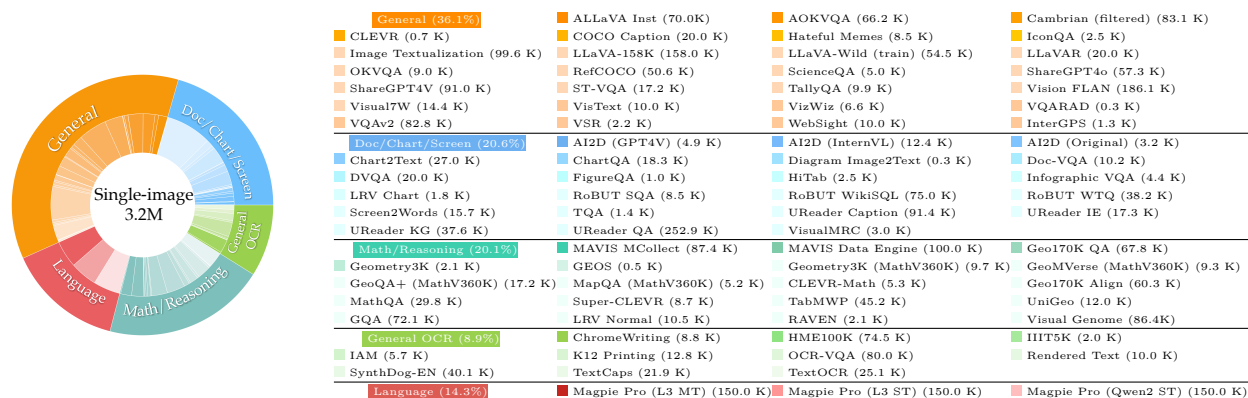 General
Doc/Chart/Screen
Single-image
3.2M
General
OCR
Language
Math/Reasoning
General (36.1%) ALLaVA Inst (70.0K) AOKVQA (66.2 K) Cambrian (filtered) (83.1 K)
CLEVR (0.7 K) COCO Caption (20.0 K) Hateful Memes (8.5 K) IconQA (2.5 K)
Image Textualization (99.6 K) LLaVA-158K (158.0 K) LLaVA-Wild (train) (54.5 K) LLaVAR (20.0 K)
OKVQA (9.0 K) RefCOCO (50.6 K) ScienceQA (5.0 K) ShareGPT4o (57.3 K)
ShareGPT4V (91.0 K) ST-VQA (17.2 K) TallyQA (9.9 K) Vision FLAN (186.1 K)
Visual7W (14.4 K) VisText (10.0 K) VizWiz (6.6 K) VQARAD (0.3 K)
VQAv2 (82.8 K) VSR (2.2 K) WebSight (10.0 K) InterGPS (1.3 K)
Doc/Chart/Screen (20.6%) AI2D (GPT4V) (4.9 K) AI2D (InternVL) (12.4 K) AI2D (Original) (3.2 K)
Chart2Text (27.0 K) ChartQA (18.3 K) Diagram Image2Text (0.3 K) Doc-VQA (10.2 K)
DVQA (20.0 K) FigureQA (1.0 K) HiTab (2.5 K) Infographic VQA (4.4 K)
LRV Chart (1.8 K) RoBUT SQA (8.5 K) RoBUT WikiSQL (75.0 K) RoBUT WTQ (38.2 K)
Screen2Words (15.7 K) TQA (1.4 K) UReader Caption (91.4 K) UReader IE (17.3 K)
UReader KG (37.6 K) UReader QA (252.9 K) VisualMRC (3.0 K)
Math/Reasoning (20.1%) MAVIS MCollect (87.4 K) MAVIS Data Engine (100.0 K) Geo170K QA (67.8 K)
Geometry3K (2.1 K) GEOS (0.5 K) Geometry3K (MathV360K) (9.7 K) GeoMVerse (MathV360K) (9.3 K)
GeoQA+ (MathV360K) (17.2 K) MapQA (MathV360K) (5.2 K) CLEVR-Math (5.3 K) Geo170K Align (60.3 K)
MathQA (29.8 K) Super-CLEVR (8.7 K) TabMWP (45.2 K) UniGeo (12.0 K)
GQA (72.1 K) LRV Normal (10.5 K) RAVEN (2.1 K) Visual Genome (86.4K)
General OCR (8.9%) ChromeWriting (8.8 K) HME100K (74.5 K) IIIT5K (2.0 K)
IAM (5.7 K) K12 Printing (12.8 K) OCR-VQA (80.0 K) Rendered Text (10.0 K)
SynthDog-EN (40.1 K) TextCaps (21.9 K) TextOCR (25.1 K)
Language (14.3%) Magpie Pro (L3 MT) (150.0 K) Magpie Pro (L3 ST) (150.0 K) Magpie Pro (Qwen2 ST) (150.0 K)